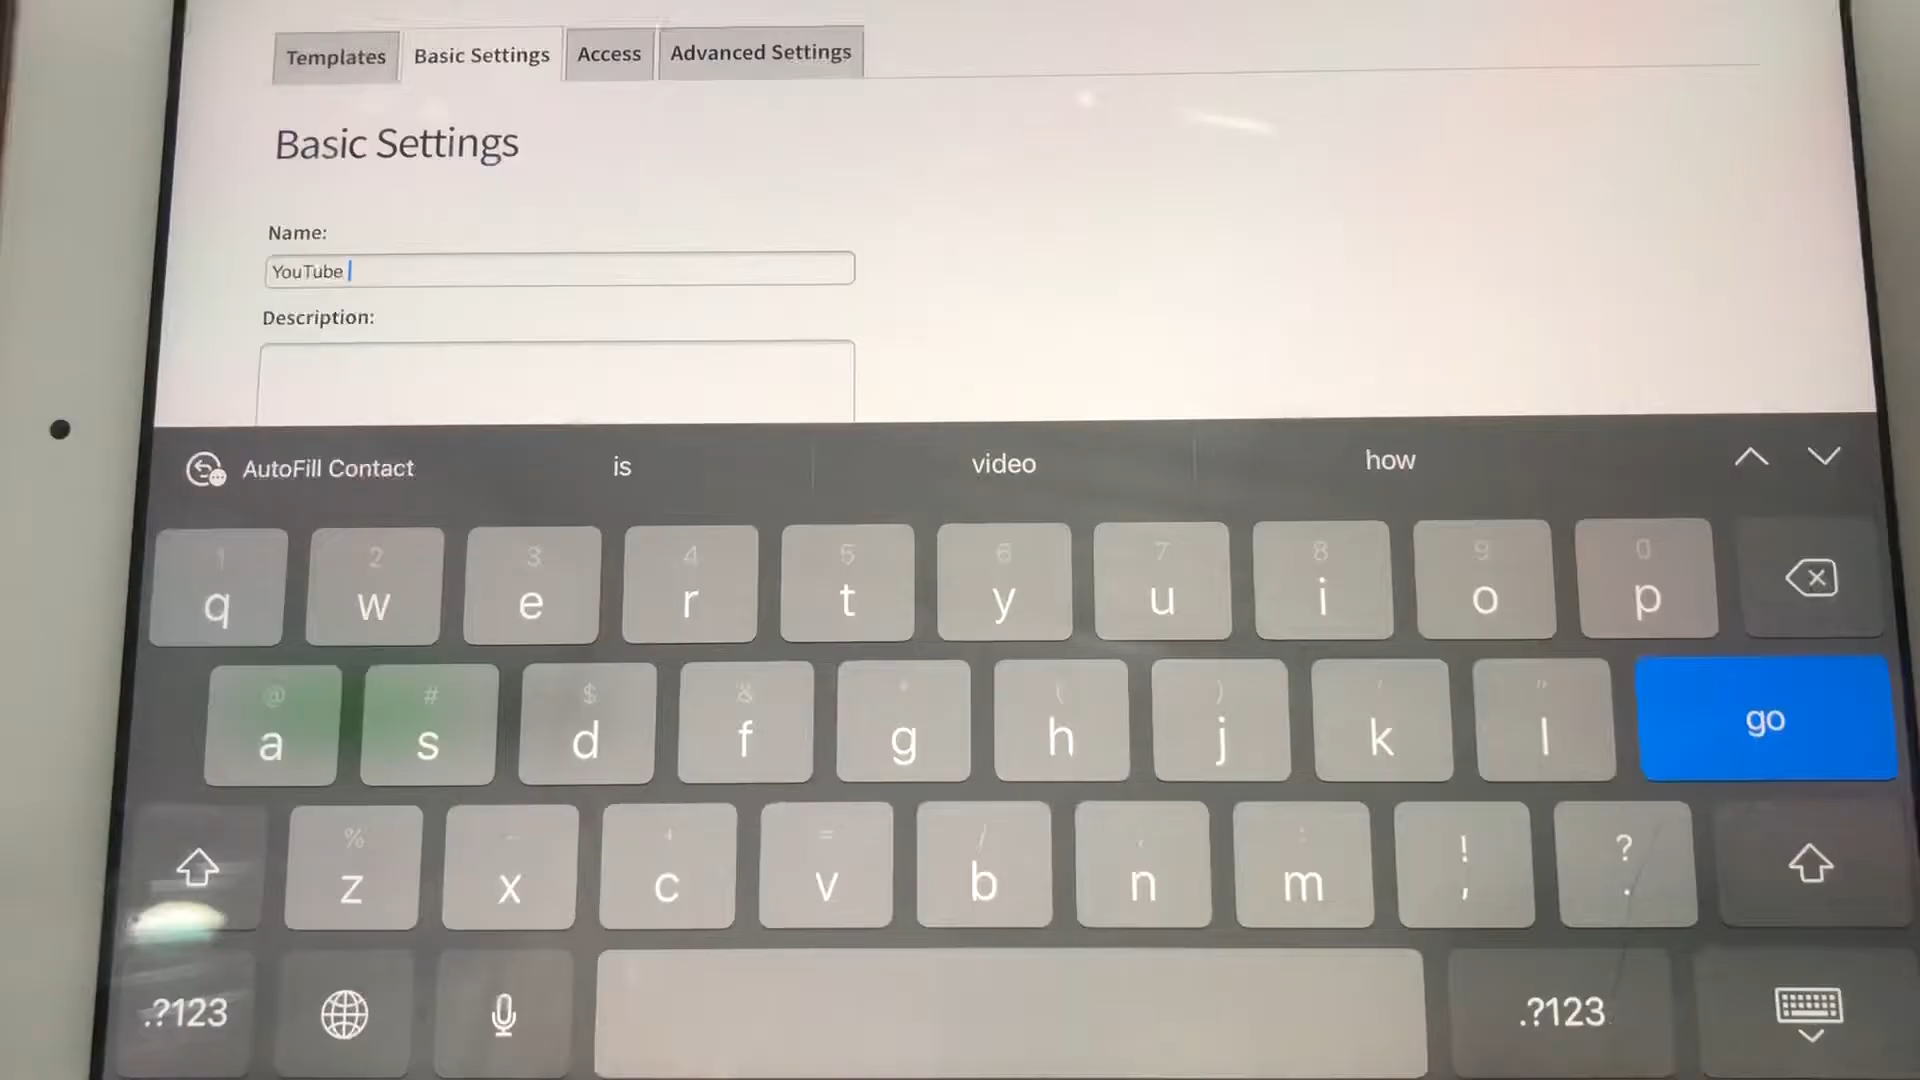 Templates Basic Settings Access Advanced Settings
Basic Settings
Name:
YouTube
Description:
AutoFill Contact is video how
1 2 3 4 5 6 7 8 9 0
q w e r t y u i o p
@ # $ & * ( ) ' "
a s d f g h j k l go
% - + = / ; : ! ?
z x c v b n m , .
.?123 .?123